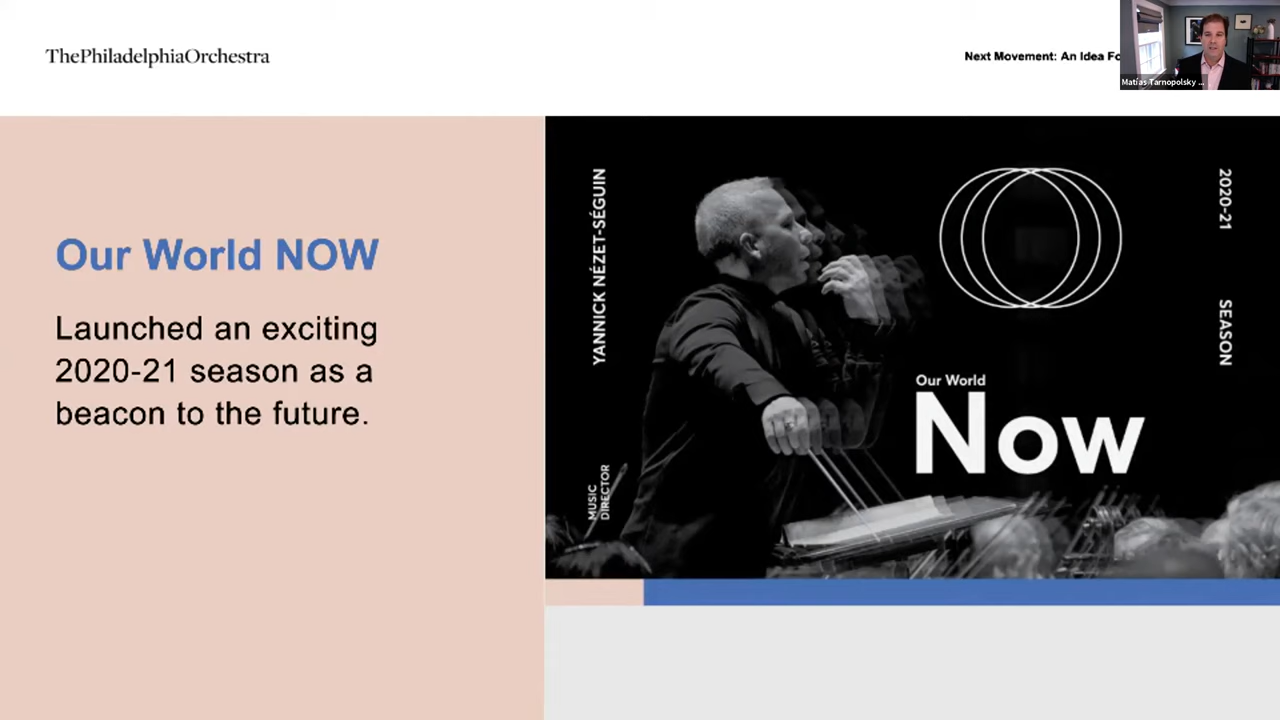 ThePhiladelphiaOrchestra
Next Movement: An Idea
Matías Tarnopolsky ...
Our World NOW
Launched an exciting
2020-21 season as a
beacon to the future.
YANNICK NÉZET-SÉGUIN
MUSIC
DIRECTOR
Our World
Now
2020-21
SEASON